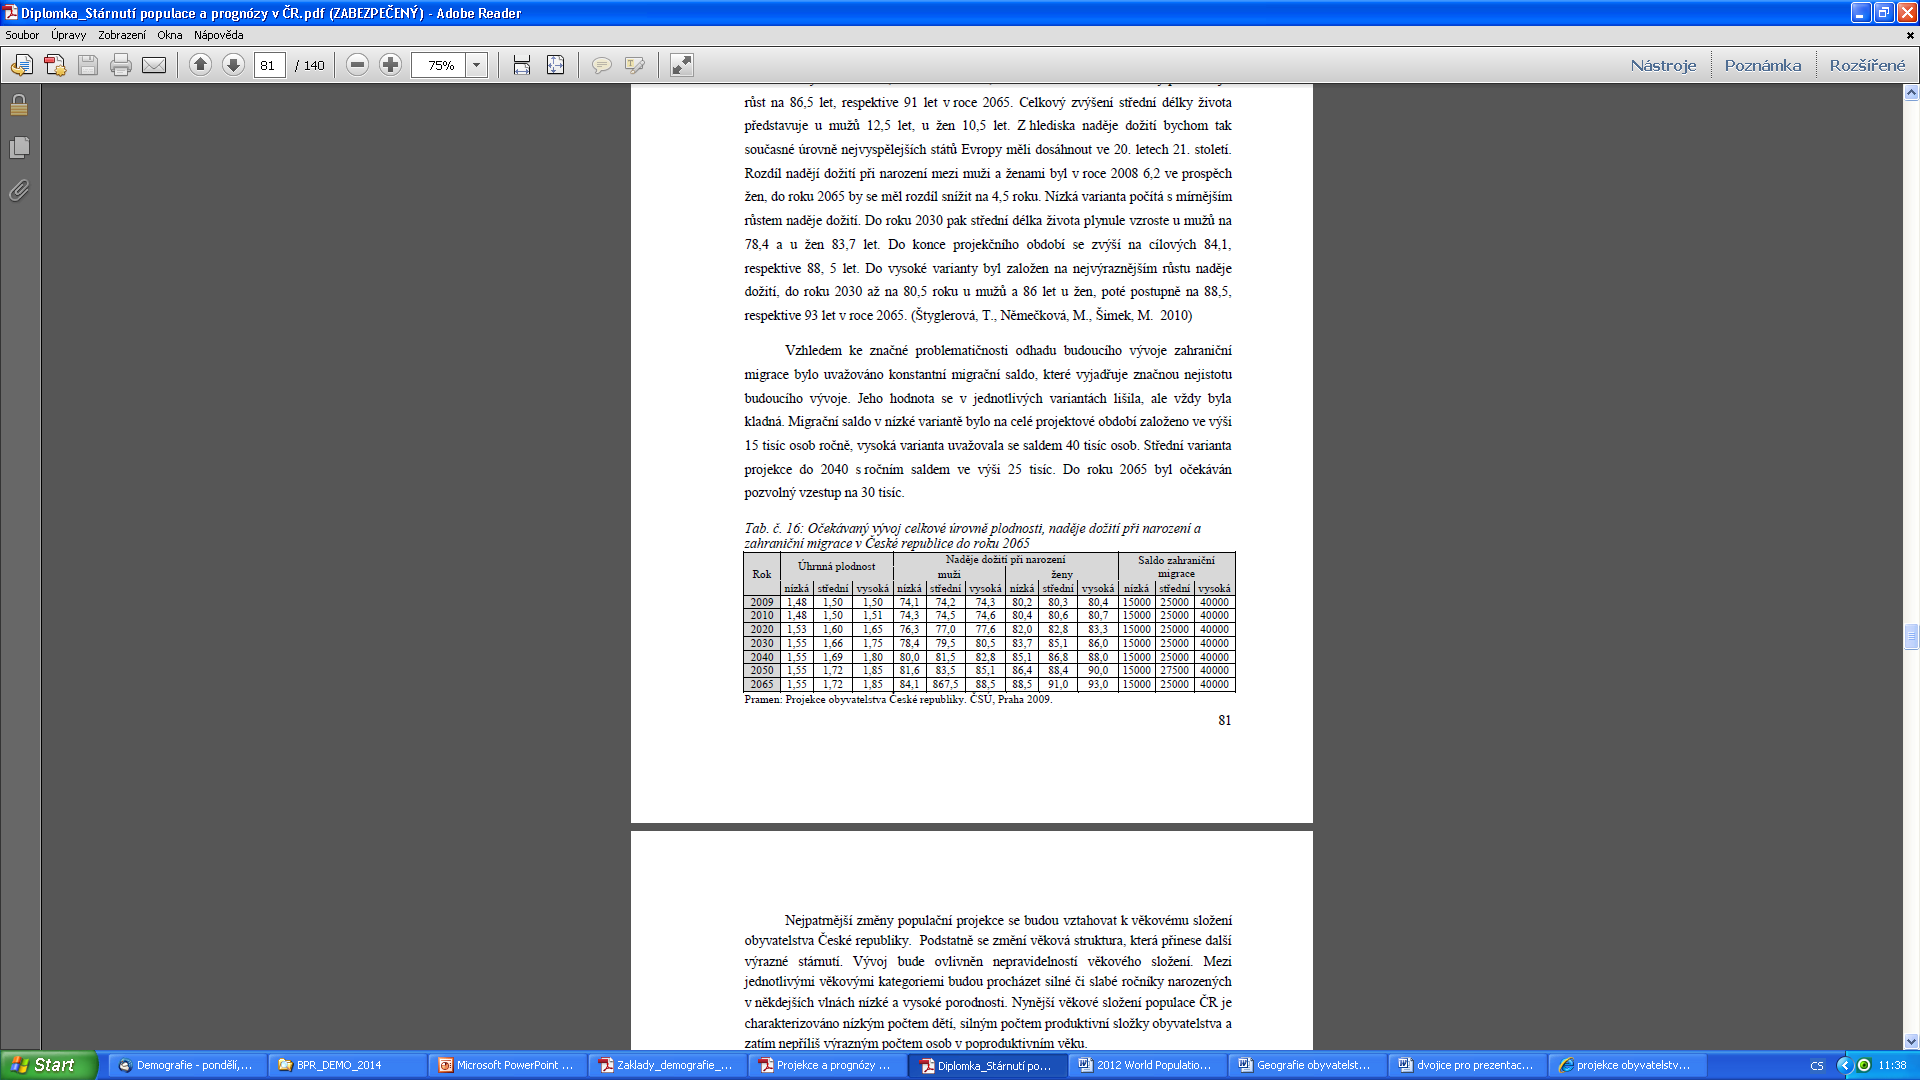 Diplomka_Stárnutí populace a prognózy v ČR.pdf (ZABEZPEČENÝ) - Adobe Reader
Soubor Úpravy Zobrazení Okna Nápověda
81 / 140 75% Nástroje Poznámka Rozšířené
růst na 86,5 let, respektive 91 let v roce 2065. Celkový zvýšení střední délky života
představuje u mužů 12,5 let, u žen 10,5 let. Z hlediska naděje dožití bychom tak
současné úrovně nejvyspělejších států Evropy měli dosáhnout ve 20. letech 21. století.
Rozdíl nadějí dožití při narození mezi muži a ženami byl v roce 2008 6,2 ve prospěch
žen, do roku 2065 by se měl rozdíl snížit na 4,5 roku. Nízká varianta počítá s mírnějším
růstem naděje dožití. Do roku 2030 pak střední délka života plynule vzroste u mužů na
78,4 a u žen 83,7 let. Do konce projekčního období se zvýší na cílových 84,1,
respektive 88, 5 let. Do vysoké varianty byl založen na nejvýraznějším růstu naděje
dožití, do roku 2030 až na 80,5 roku u mužů a 86 let u žen, poté postupně na 88,5,
respektive 93 let v roce 2065. (Štyglerová, T., Němečková, M., Šimek, M. 2010)
Vzhledem ke značné problematičnosti odhadu budoucího vývoje zahraniční
migrace bylo uvažováno konstantní migrační saldo, které vyjadřuje značnou nejistotu
budoucího vývoje. Jeho hodnota se v jednotlivých variantách lišila, ale vždy byla
kladná. Migrační saldo v nízké variantě bylo na celé projektové období založeno ve výši
15 tisíc osob ročně, vysoká varianta uvažovala se saldem 40 tisíc osob. Střední varianta
projekce do 2040 s ročním saldem ve výši 25 tisíc. Do roku 2065 byl očekáván
pozvolný vzestup na 30 tisíc.
Tab. č. 16: Očekávaný vývoj celkové úrovně plodnosti, naděje dožití při narození a
zahraniční migrace v České republice do roku 2065
Rok Úhrnná plodnost Naděje dožití při narození Saldo zahraniční migrace
muži ženy
nízká střední vysoká nízká střední vysoká nízká střední vysoká nízká střední vysoká
2009 1,48 1,50 1,50 74,1 74,2 74,3 80,2 80,3 80,4 15000 25000 40000
2010 1,48 1,50 1,51 74,3 74,5 74,6 80,4 80,6 80,7 15000 25000 40000
2020 1,53 1,60 1,65 76,3 77,0 77,6 82,0 82,8 83,3 15000 25000 40000
2030 1,55 1,66 1,75 78,4 79,5 80,5 83,7 85,1 86,0 15000 25000 40000
2040 1,55 1,69 1,80 80,0 81,5 82,8 85,1 86,8 88,0 15000 25000 40000
2050 1,55 1,72 1,85 81,6 83,5 85,1 86,4 88,4 90,0 15000 27500 40000
2065 1,55 1,72 1,85 84,1 867,5 88,5 88,5 91,0 93,0 15000 25000 40000
Pramen: Projekce obyvatelstva České republiky. ČSÚ, Praha 2009.
81
Nejpatrnější změny populační projekce se budou vztahovat k věkovému složení
obyvatelstva České republiky. Podstatně se změní věková struktura, která přinese další
výrazné stárnutí. Vývoj bude ovlivněn nepravidelností věkového složení. Mezi
jednotlivými věkovými kategoriemi budou procházet silné či slabé ročníky narozených
v někdejších vlnách nízké a vysoké porodnosti. Nynější věkové složení populace ČR je
charakterizováno nízkým počtem dětí, silným počtem produktivní složky obyvatelstva a
zatím nepříliš výrazným počtem osob v poproduktivním věku.
Start Demografie - pondělí,... BPR_DEMO_2014 Microsoft PowerPoint ... Zaklady_demografie_... Projekce a prognózy ... Diplomka_Stárnutí po... 2012 World Populatio... Geografie obyvatelst... dvojice pro prezentac... projekce obyvatelstv... CS 11:38